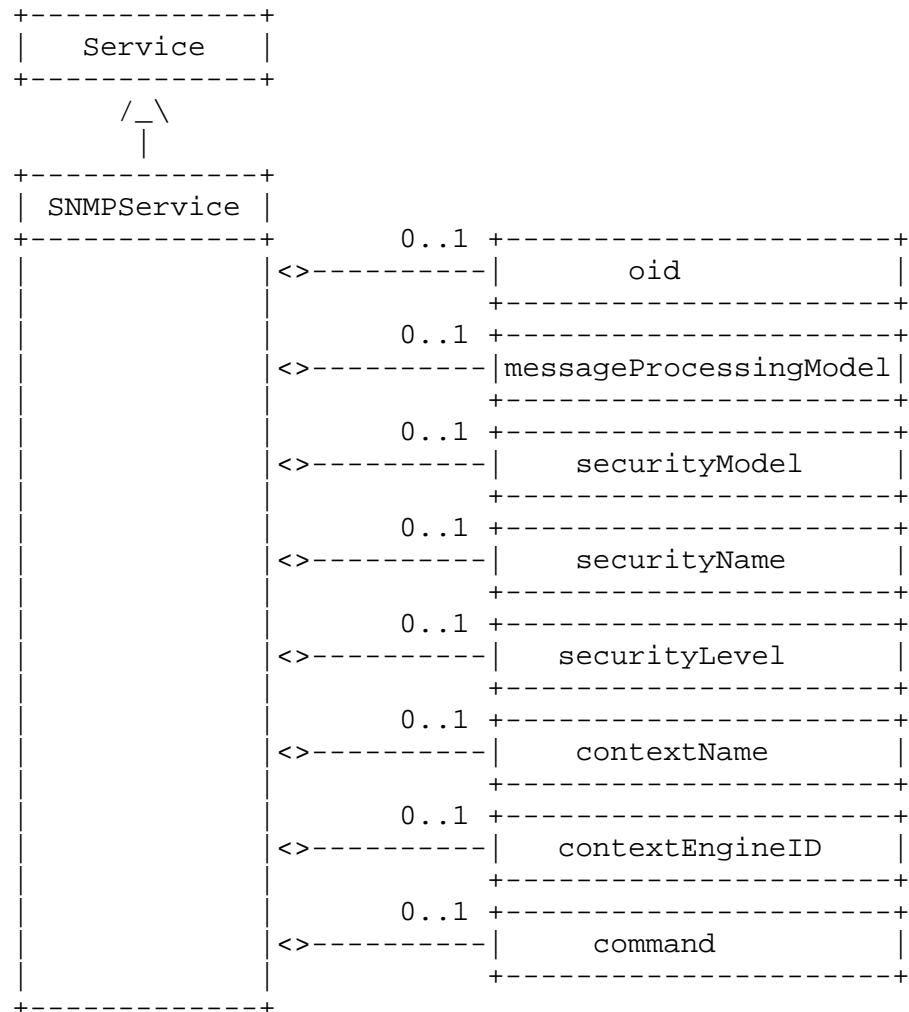 Service
SNMPService
0..1
oid
0..1
messageProcessingModel
0..1
securityModel
0..1
securityName
0..1
securityLevel
0..1
contextName
0..1
contextEngineID
0..1
command